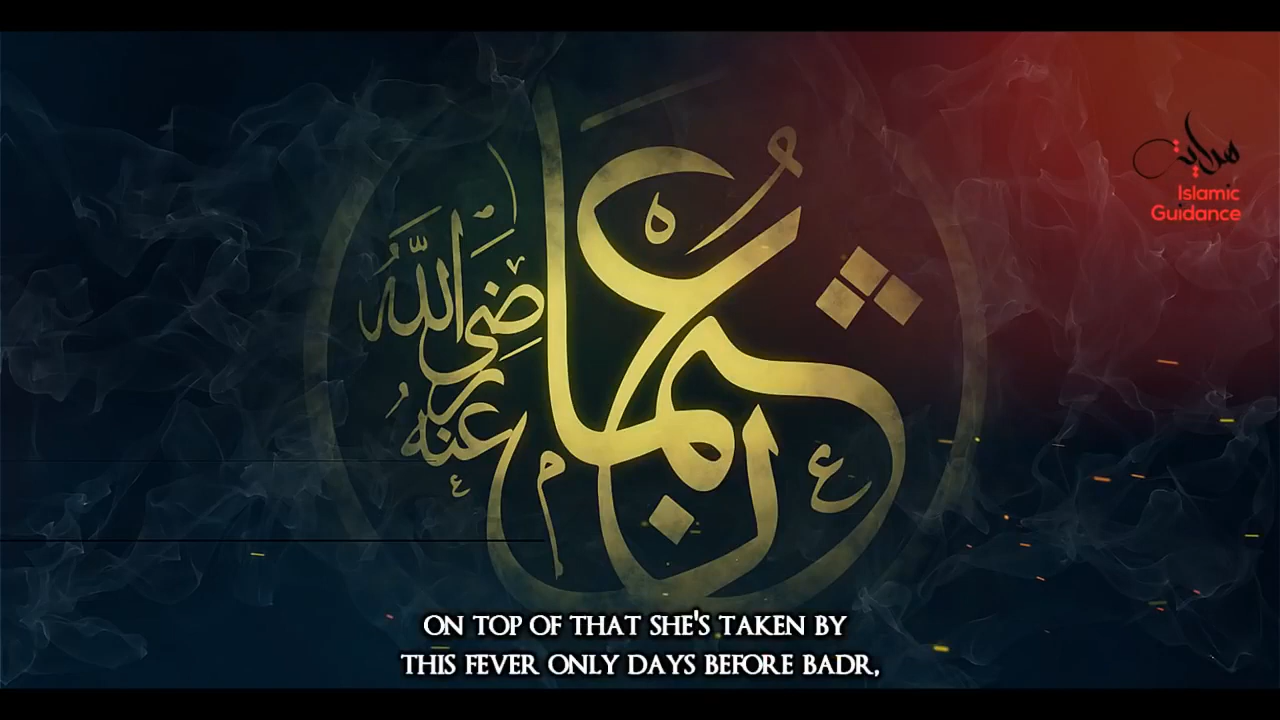 عثمان
رضي الله
عنه
هداية
Islamic
Guidance
ON TOP OF THAT SHE'S TAKEN BY
THIS FEVER ONLY DAYS BEFORE BADR,